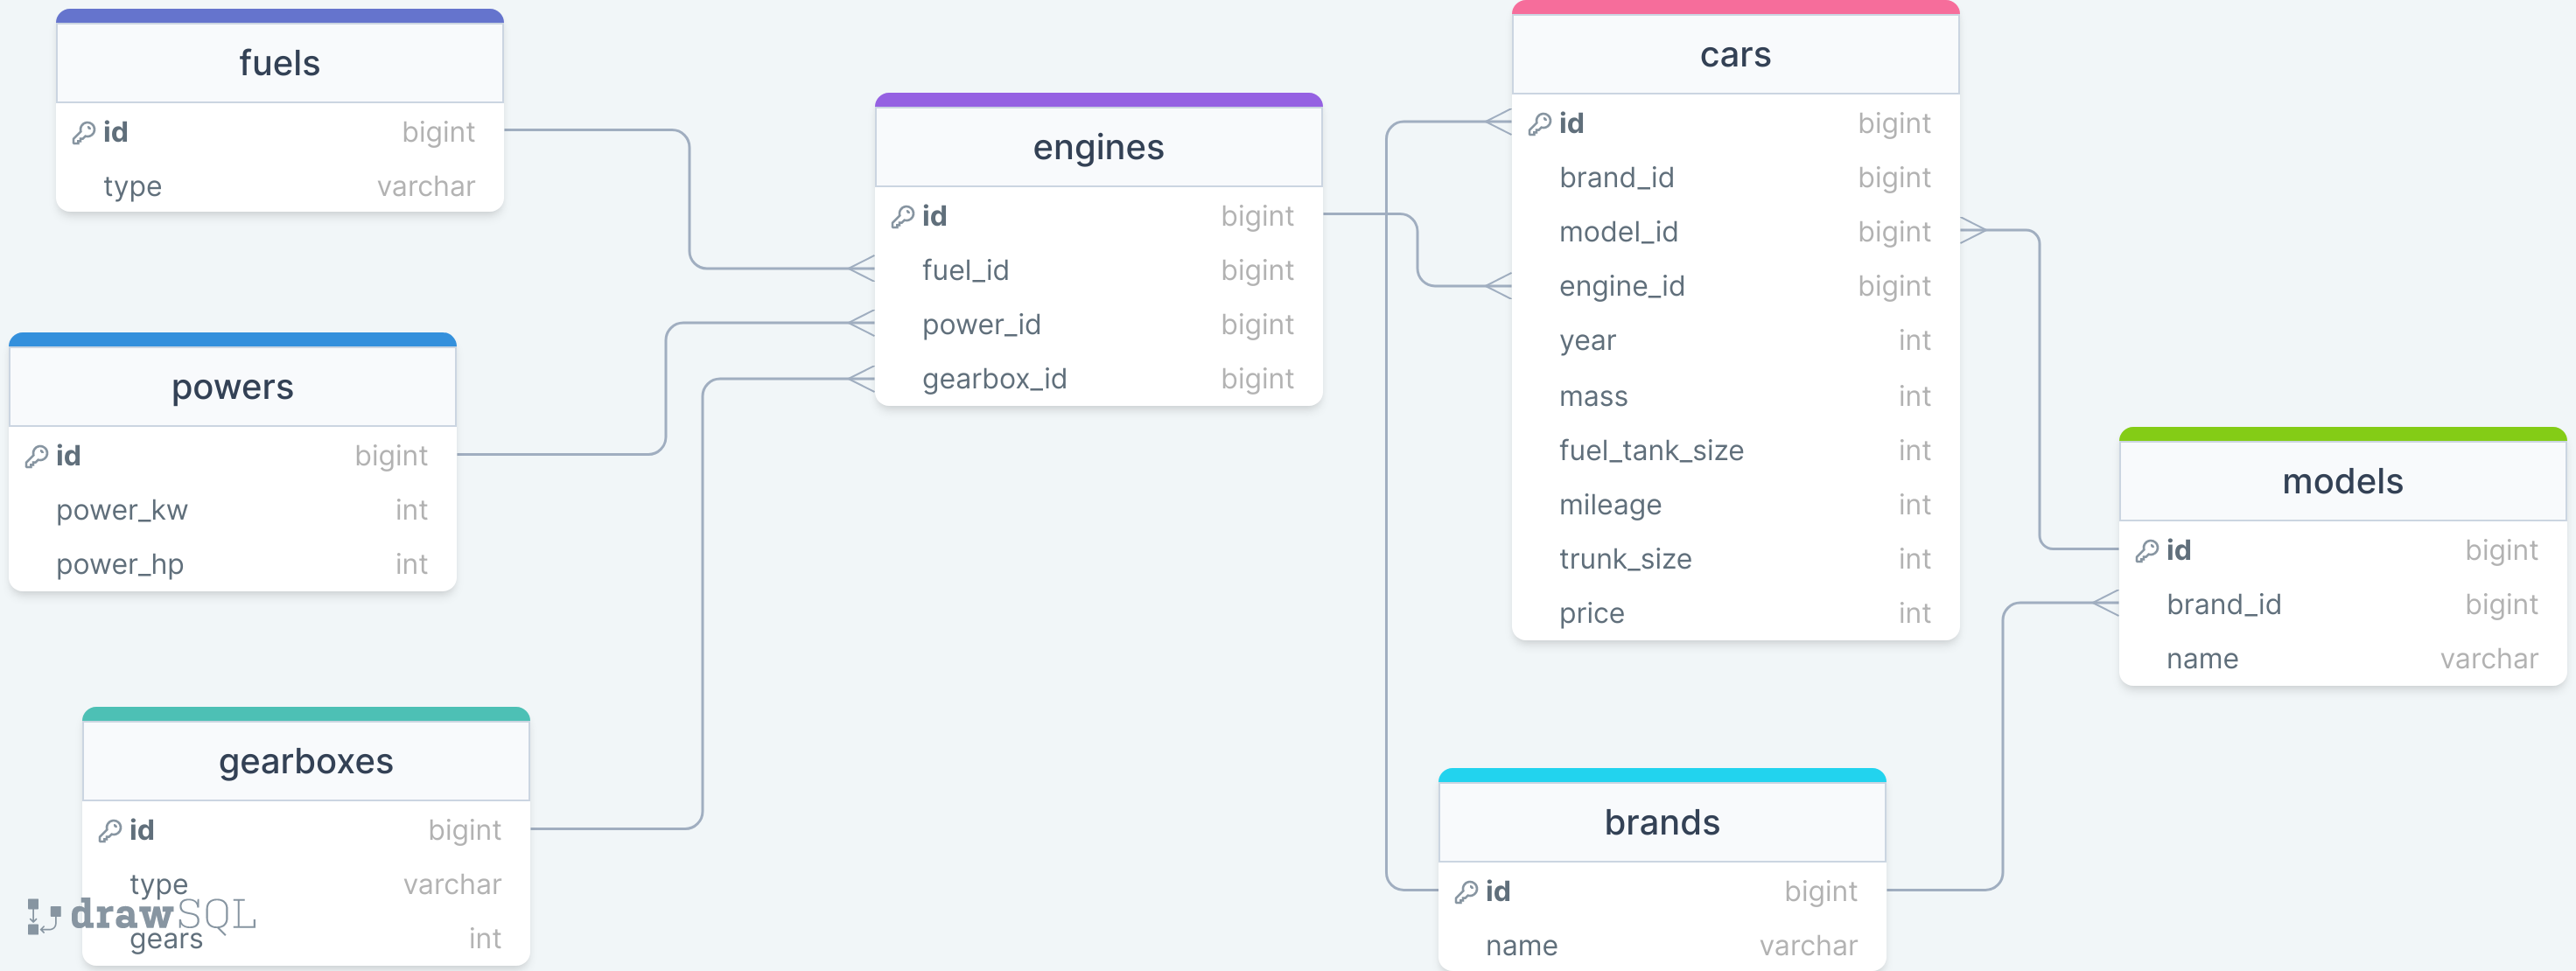 fuels
id bigint
type varchar
powers
id bigint
power_kw int
power_hp int
gearboxes
id bigint
type varchar
gears int
drawSQL
engines
id bigint
fuel_id bigint
power_id bigint
gearbox_id bigint
cars
id bigint
brand_id bigint
model_id bigint
engine_id bigint
year int
mass int
fuel_tank_size int
mileage int
trunk_size int
price int
brands
id bigint
name varchar
models
id bigint
brand_id bigint
name varchar